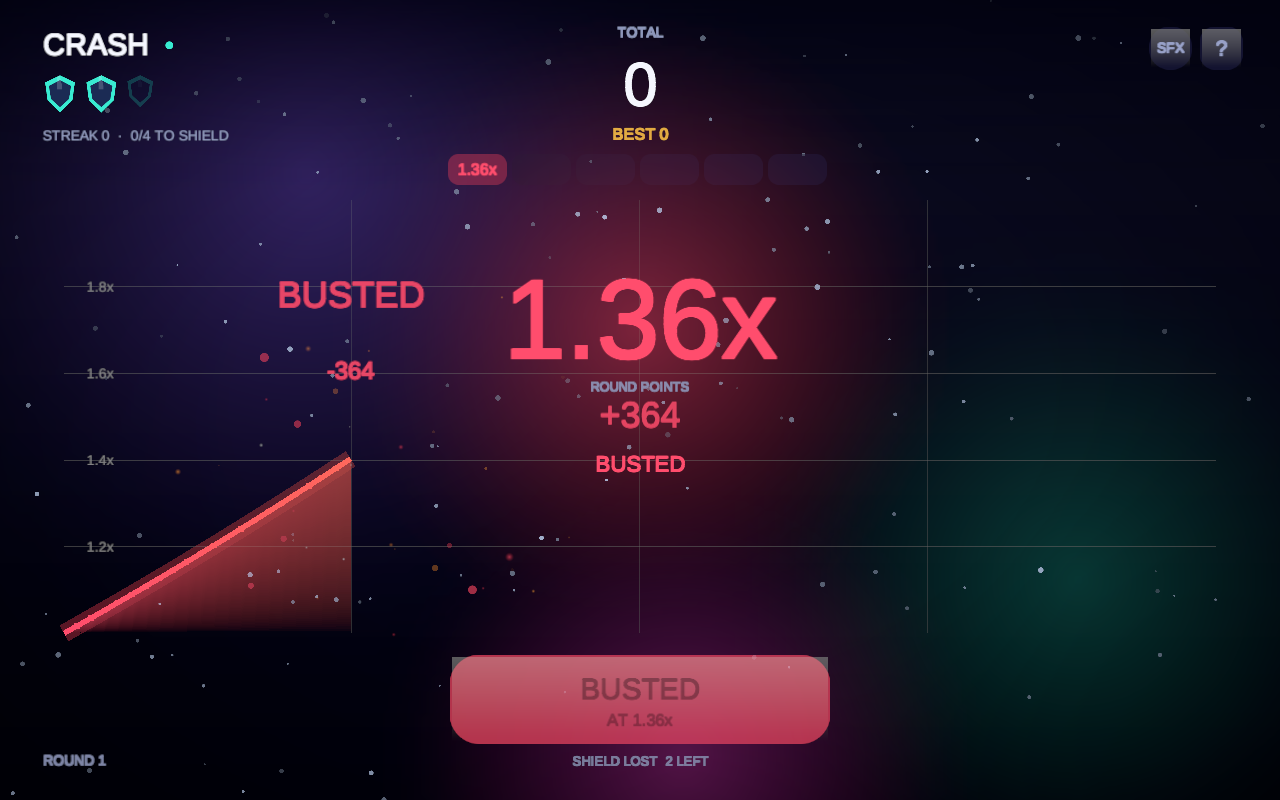 CRASH
TOTAL
SFX
?
0
STREAK 0 · 0/4 TO SHIELD
BEST 0
1.36x
1.8x
BUSTED
1.36x
1.6x
-364
ROUND POINTS
+364
1.4x
BUSTED
1.2x
BUSTED
AT 1.36x
ROUND 1
SHIELD LOST 2 LEFT